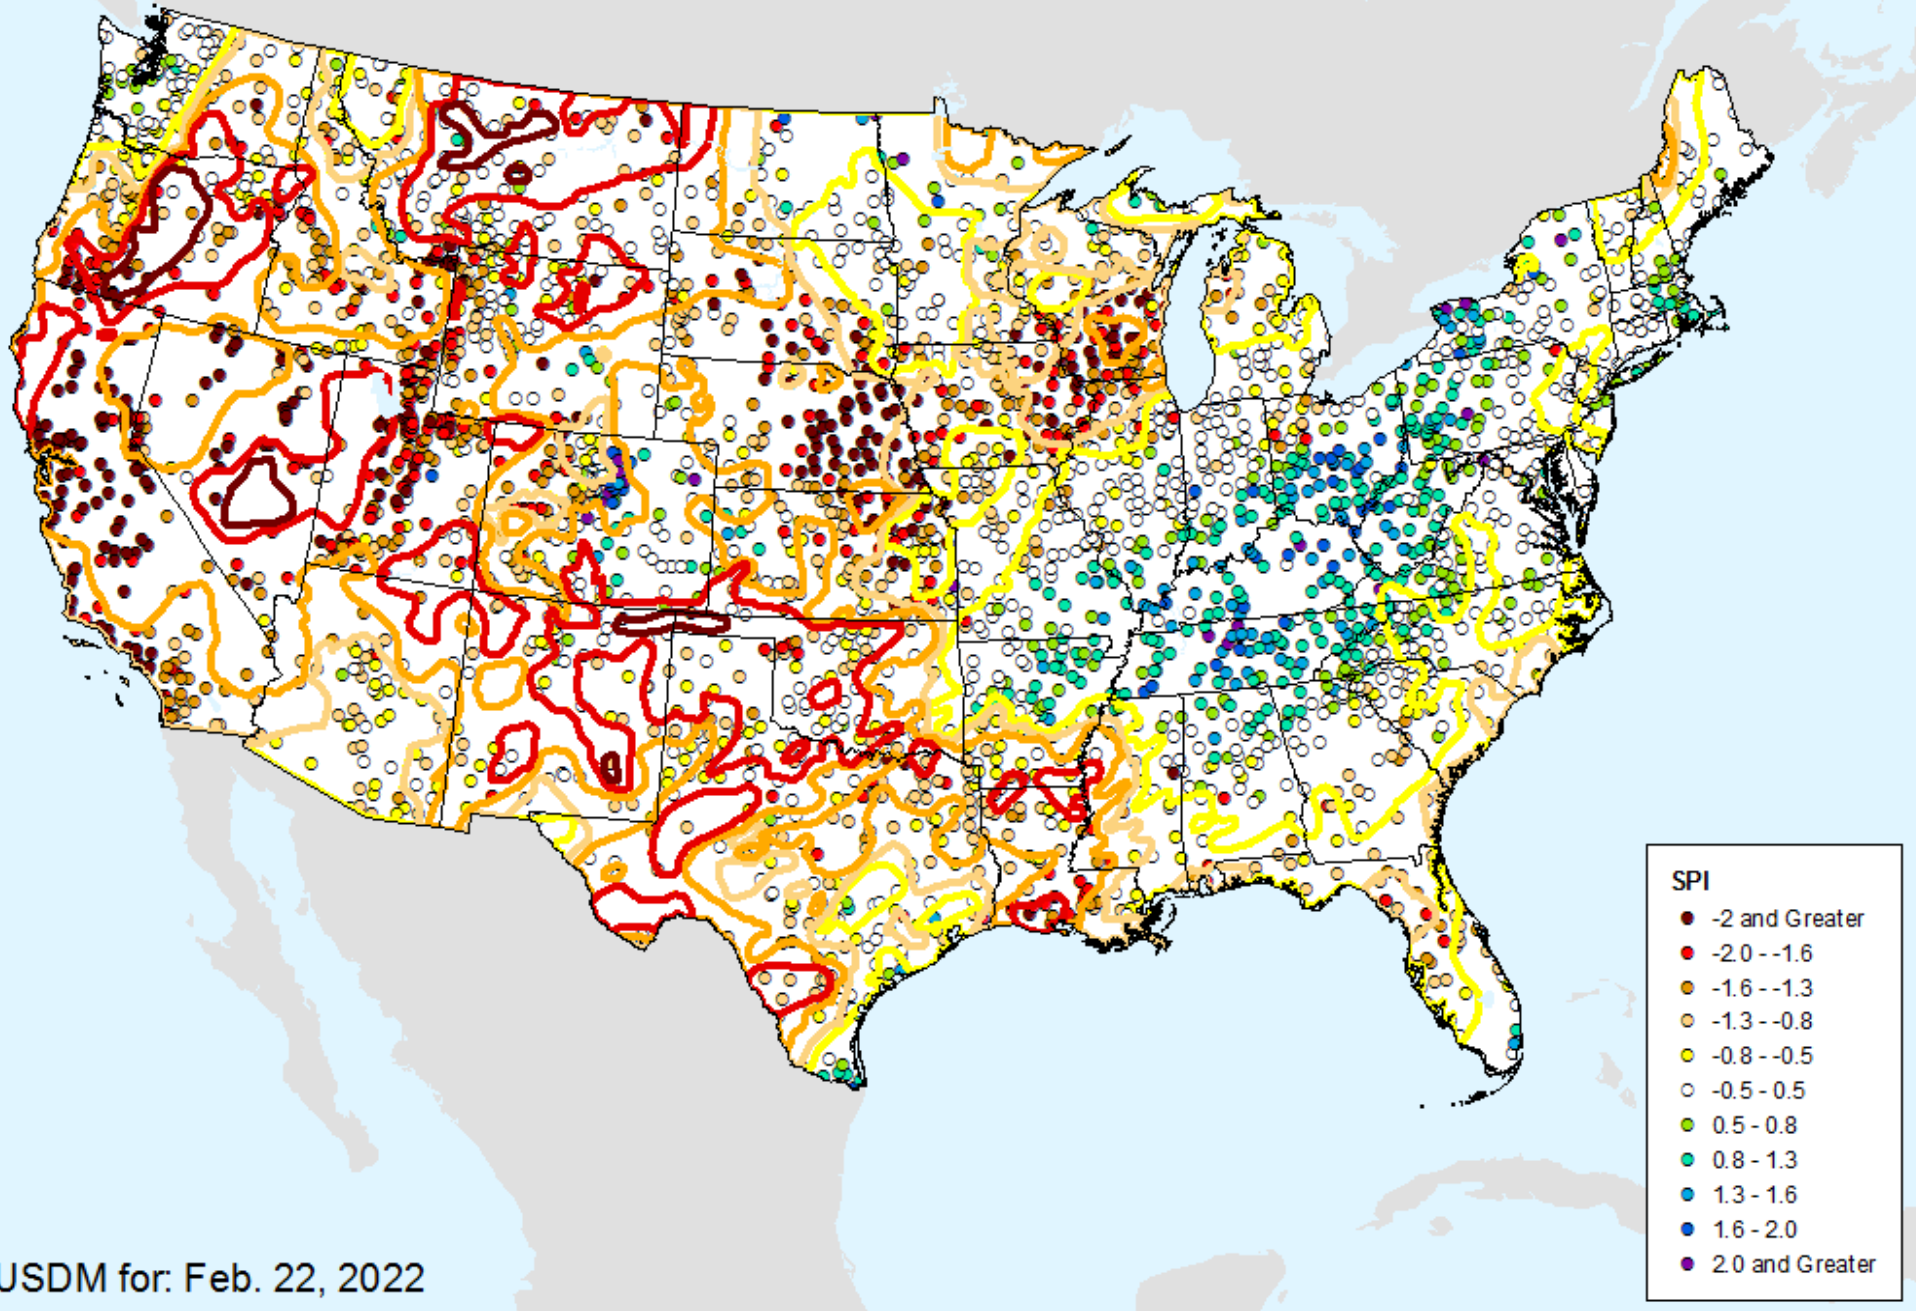 SPI
-2 and Greater
-2.0 - -1.6
-1.6 - -1.3
-1.3 - -0.8
-0.8 - -0.5
-0.5 - 0.5
0.5 - 0.8
0.8 - 1.3
1.3 - 1.6
1.6 - 2.0
2.0 and Greater
USDM for: Feb. 22, 2022